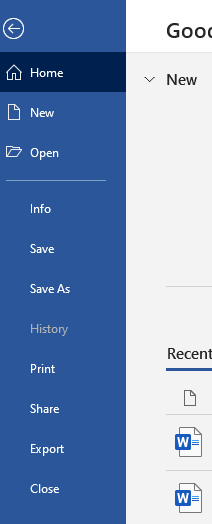 Home
New
Open
Info
Save
Save As
History
Print
Share
Export
Close
New
Recent
W
W